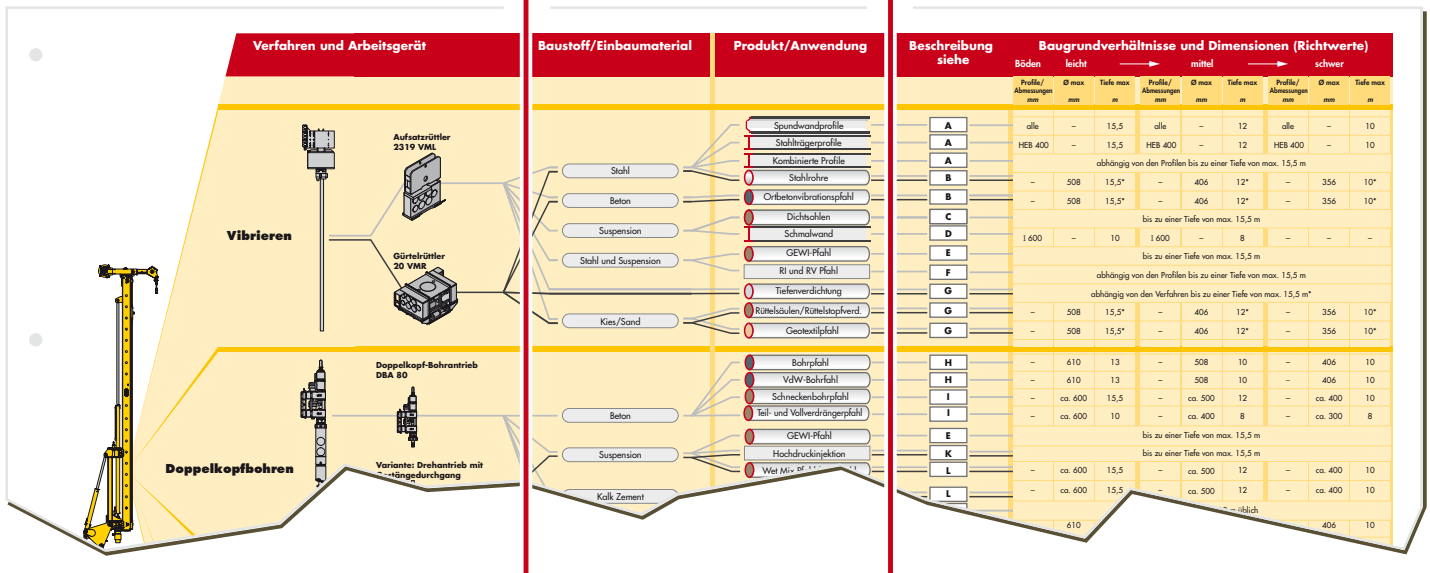 Verfahren und Arbeitsgerät
Baustoff/Einbaumaterial
Produkt/Anwendung
Beschreibung
siehe
Baugrundverhältnisse und Dimensionen (Richtwerte)
Böden leicht mittel schwer
Profile/ Ø max Tiefe max Profile/ Ø max Tiefe max Profile/ Ø max Tiefe max
Abmessungen Abmessungen Abmessungen
mm mm m mm mm m mm mm m
Vibrieren
Aufsatzrüttler
2319 VML
Gürtelrüttler
20 VMR
Stahl
Beton
Suspension
Stahl und Suspension
Kies/Sand
Spundwandprofile A alle – 15,5 alle – 12 alle – 10
Stahlträgerprofile A HEB 400 – 15,5 HEB 400 – 12 HEB 400 – 10
Kombinierte Profile A abhängig von den Profilen bis zu einer Tiefe von max. 15,5 m
Stahlrohre B – 508 15,5* – 406 12* – 356 10*
Ortbetonvibrationspfahl B – 508 15,5* – 406 12* – 356 10*
Dichtsohlen C bis zu einer Tiefe von max. 15,5 m
Schmalwand D I 600 – 10 I 600 – 8 – – –
GEWI-Pfahl E bis zu einer Tiefe von max. 15,5 m
RI und RV Pfahl F abhängig von den Profilen bis zu einer Tiefe von max. 15,5 m
Tiefenverdichtung G abhängig von den Verfahren bis zu einer Tiefe von max. 15,5 m*
Rüttelsäulen/Rüttelstopfverd. G – 508 15,5* – 406 12* – 356 10*
Geotextilpfahl G – 508 15,5* – 406 12* – 356 10*
Doppelkopfbohren
Doppelkopf-Bohrantrieb
DBA 80
Variante: Drehantrieb mit
Gestängedurchgang
Beton
Suspension
Kalk Zement
Bohrpfahl H – 610 13 – 508 10 – 406 10
VdW-Bohrfahl H – 610 13 – 508 10 – 406 10
Schneckenbohrpfahl I – ca. 600 15,5 – ca. 500 12 – ca. 400 10
Teil- und Vollverdrängerpfahl I – ca. 600 10 – ca. 400 8 – ca. 300 8
GEWI-Pfahl E bis zu einer Tiefe von max. 15,5 m
Hochdruckinjektion K bis zu einer Tiefe von max. 15,5 m
Wet Mix L – ca. 600 15,5 – ca. 500 12 – ca. 400 10
L – ca. 600 15,5 – ca. 500 12 – ca. 400 10
610 406 10